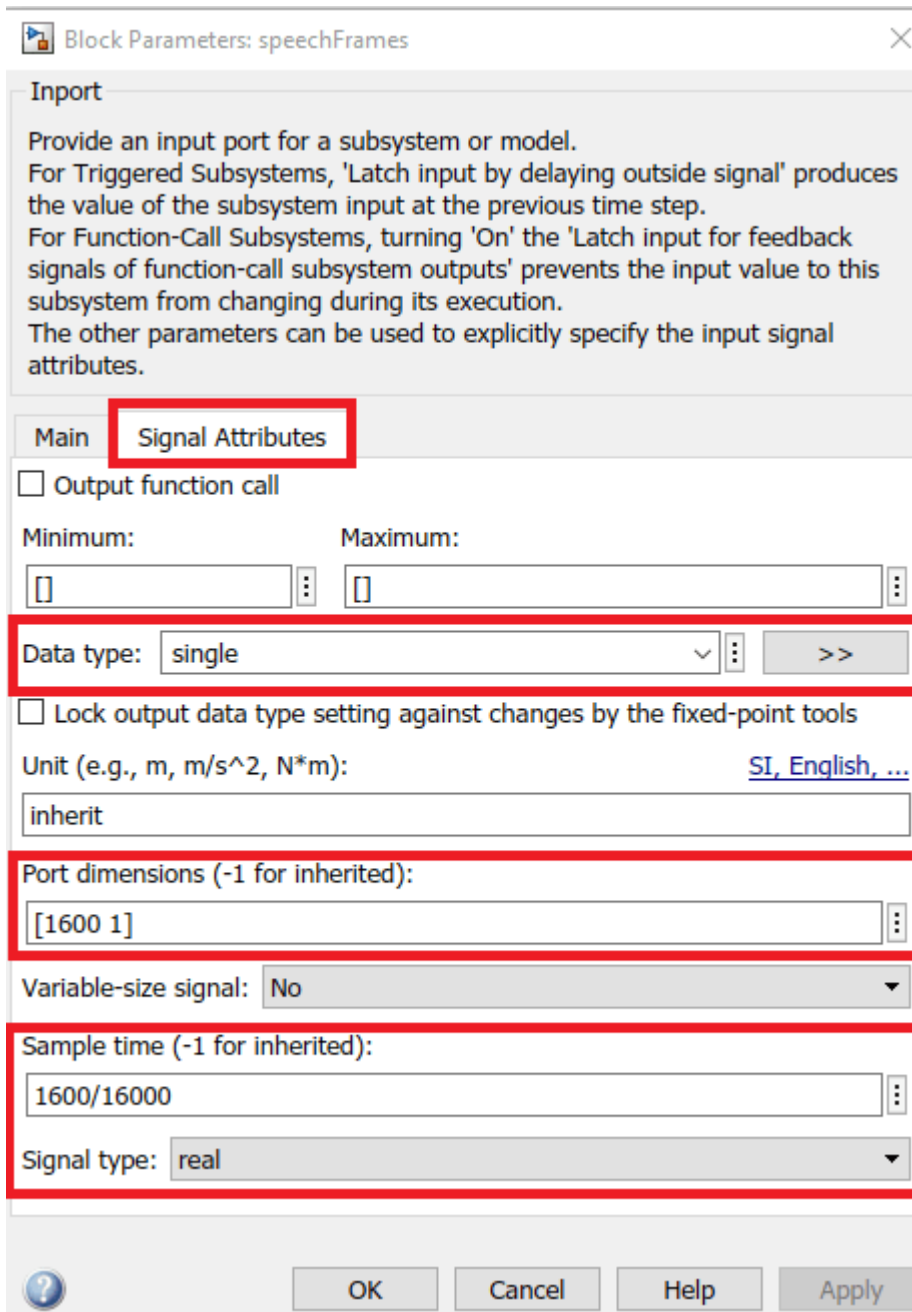 Block Parameters: speechFrames
Inport
Provide an input port for a subsystem or model.
For Triggered Subsystems, 'Latch input by delaying outside signal' produces
the value of the subsystem input at the previous time step.
For Function-Call Subsystems, turning 'On' the 'Latch input for feedback
signals of function-call subsystem outputs' prevents the input value to this
subsystem from changing during its execution.
The other parameters can be used to explicitly specify the input signal
attributes.
Main Signal Attributes
Output function call
Minimum: Maximum:
[] []
Data type: single >>
Lock output data type setting against changes by the fixed-point tools
Unit (e.g., m, m/s^2, N*m): SI, English, ...
inherit
Port dimensions (-1 for inherited):
[1600 1]
Variable-size signal: No
Sample time (-1 for inherited):
1600/16000
Signal type: real
? OK Cancel Help Apply